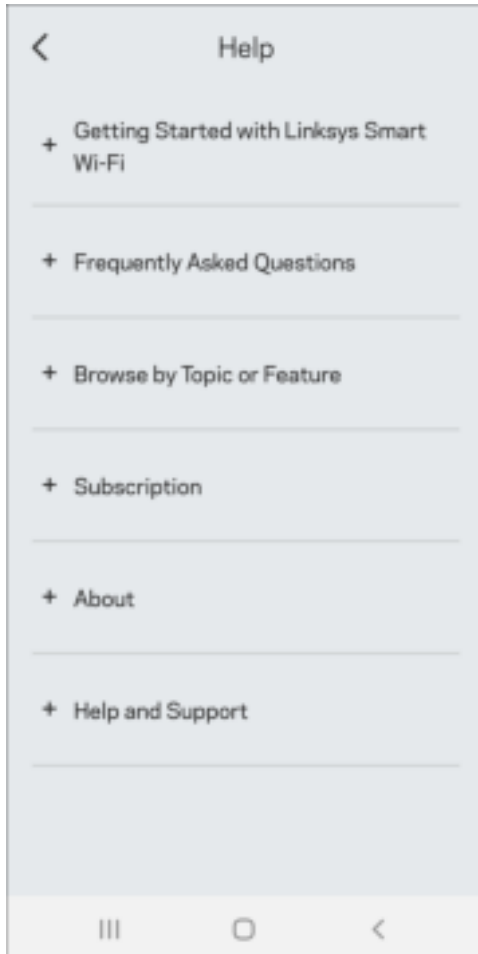 Help
Getting Started with Linksys Smart
Wi-Fi
Frequently Asked Questions
Browse by Topic or Feature
Subscription
About
Help and Support